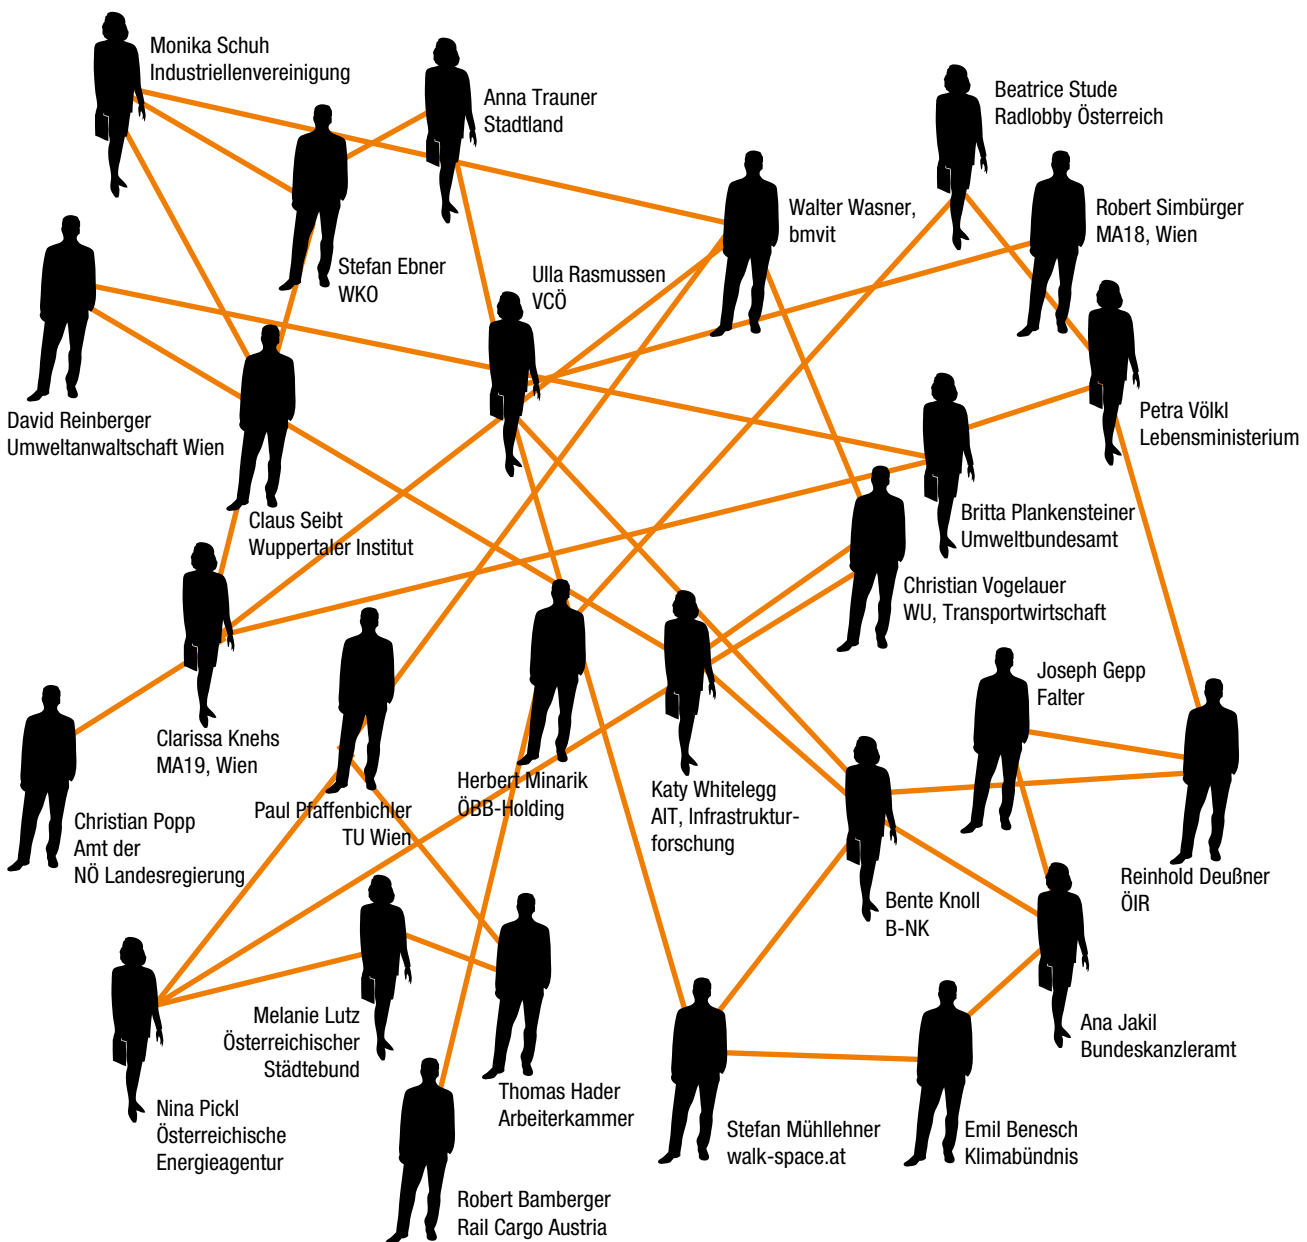 Monika Schuh
Industriellenvereinigung
Anna Trauner
Stadtland
Beatrice Stude
Radlobby Österreich
Walter Wasner,
bmvit
Robert Simbürger
MA18, Wien
Stefan Ebner
WKO
Ulla Rasmussen
VCÖ
David Reinberger
Umweltanwaltschaft Wien
Petra Völkl
Lebensministerium
Claus Seibt
Wuppertaler Institut
Britta Plankensteiner
Umweltbundesamt
Christian Vogelauer
WU, Transportwirtschaft
Joseph Gepp
Falter
Clarissa Knehs
MA19, Wien
Christian Popp
Amt der
NÖ Landesregierung
Paul Pfaffenbichler
TU Wien
Herbert Minarik
ÖBB-Holding
Katy Whitelegg
AIT, Infrastruktur-
forschung
Bente Knoll
B-NK
Reinhold Deußner
ÖIR
Melanie Lutz
Österreichischer
Städtebund
Ana Jakil
Bundeskanzleramt
Nina Pickl
Österreichische
Energieagentur
Thomas Hader
Arbeiterkammer
Stefan Mühllehner
walk-space.at
Emil Benesch
Klimabündnis
Robert Bamberger
Rail Cargo Austria